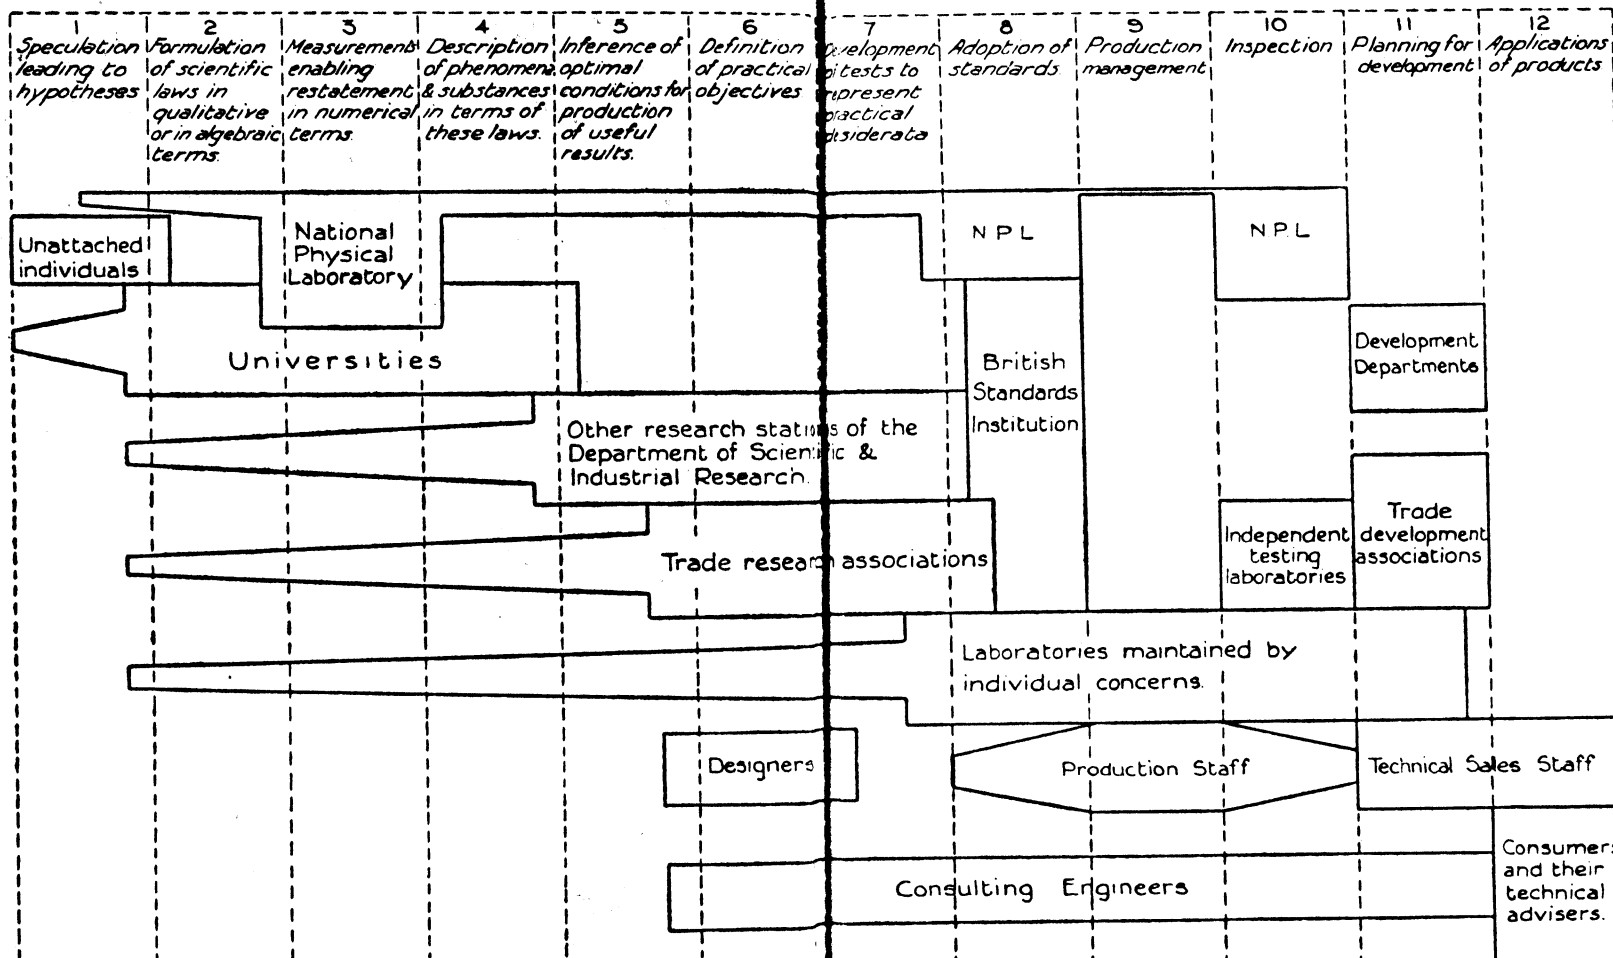 1
Speculation
leading to
hypotheses
2
Formulation
of scientific
laws in
qualitative
or in algebraic
terms.
3
Measurements
enabling
restatement
in numerical
terms.
4
Description
of phenomena
& substances
in terms of
these laws.
5
Inference of
optimal
conditions for
production
of useful
results.
6
Definition
of practical
objectives
7
tests to
desiderata
8
Adoption of
standards
9
Production
management
10
Inspection
11
Planning for
development
12
Applications
of products
Unattached
individuals
National
Physical
Laboratory
N P L
N.P.L
Universities
British
Standards
Institution
Development
Departments
Other research stations of the
Department of Scientific &
Industrial Research.
Trade research associations
Independent
testing
laboratories
Trade
development
associations
Laboratories maintained by
individual concerns.
Designers
Production Staff
Technical Sales Staff
Consulting Engineers
and their
technical
advisers.